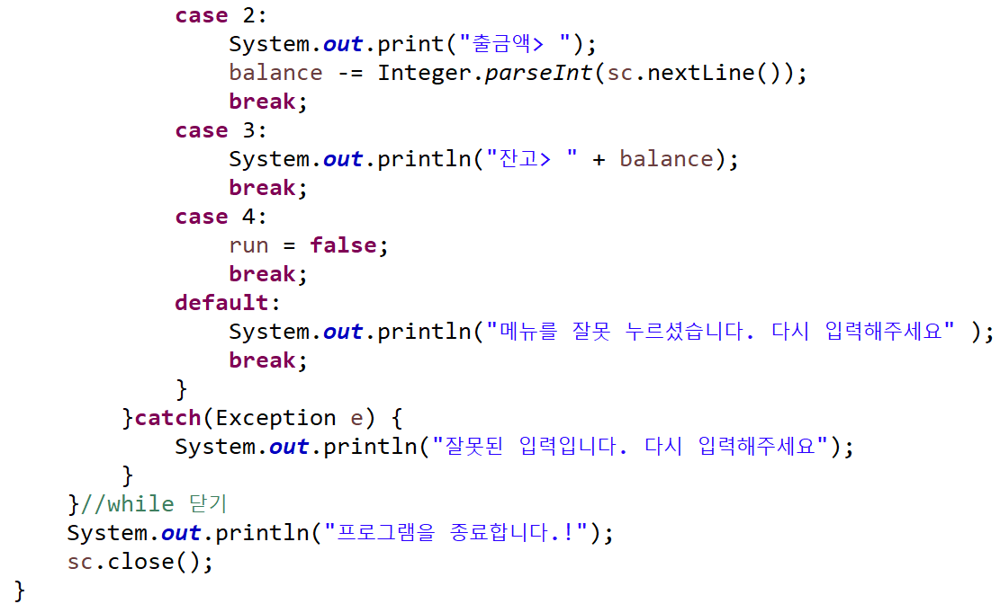 case 2:
System.out.print("출금액> ");
balance -= Integer.parseInt(sc.nextLine());
break;
case 3:
System.out.println("잔고> " + balance);
break;
case 4:
run = false;
break;
default:
System.out.println("메뉴를 잘못 누르셨습니다. 다시 입력해주세요" );
break;
}
}catch(Exception e) {
System.out.println("잘못된 입력입니다. 다시 입력해주세요");
}
}//while 닫기
System.out.println("프로그램을 종료합니다.!");
sc.close();
}